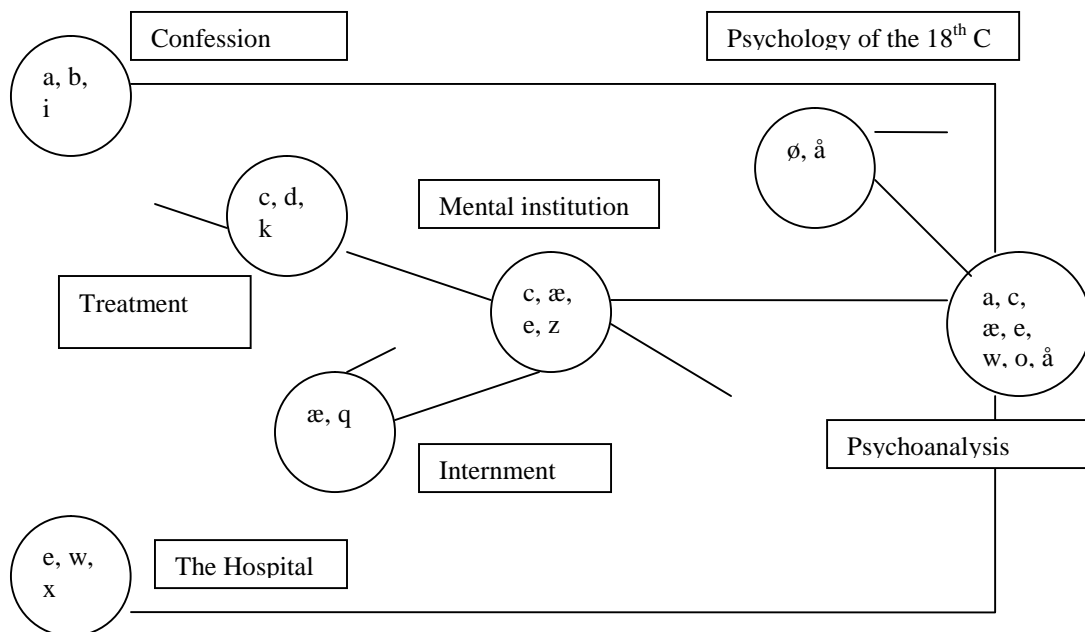 Confession
Psychology of the 18th C
a, b,
i
ø, å
c, d,
k
Mental institution
Treatment
c, æ,
e, z
a, c,
æ, e,
w, o, å
æ, q
Internment
Psychoanalysis
e, w,
x
The Hospital